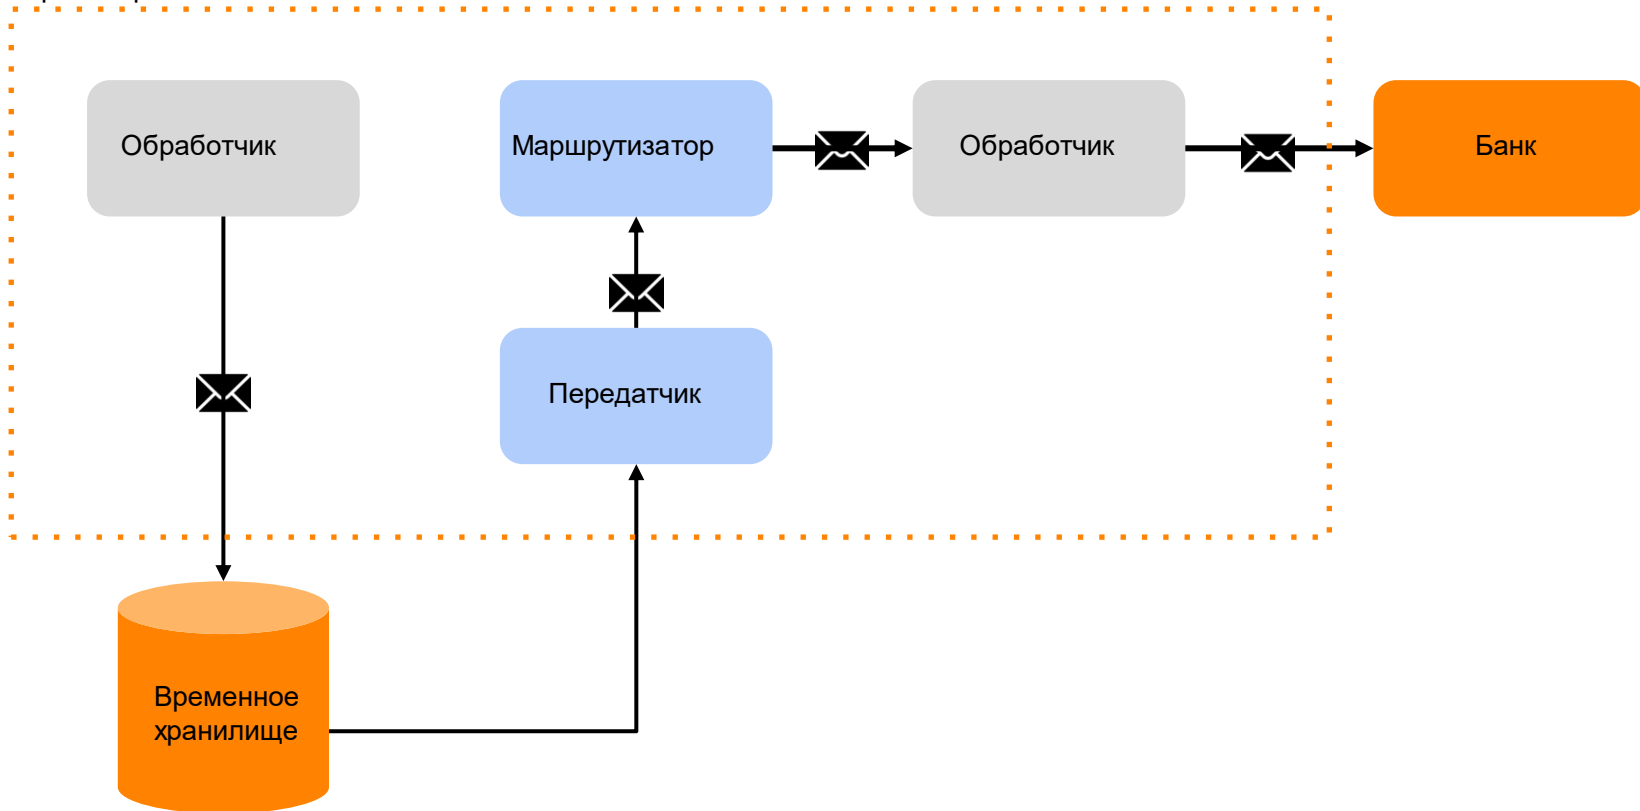 Обработчик
Маршрутизатор
Обработчик
Банк
Передатчик
Временное
хранилище